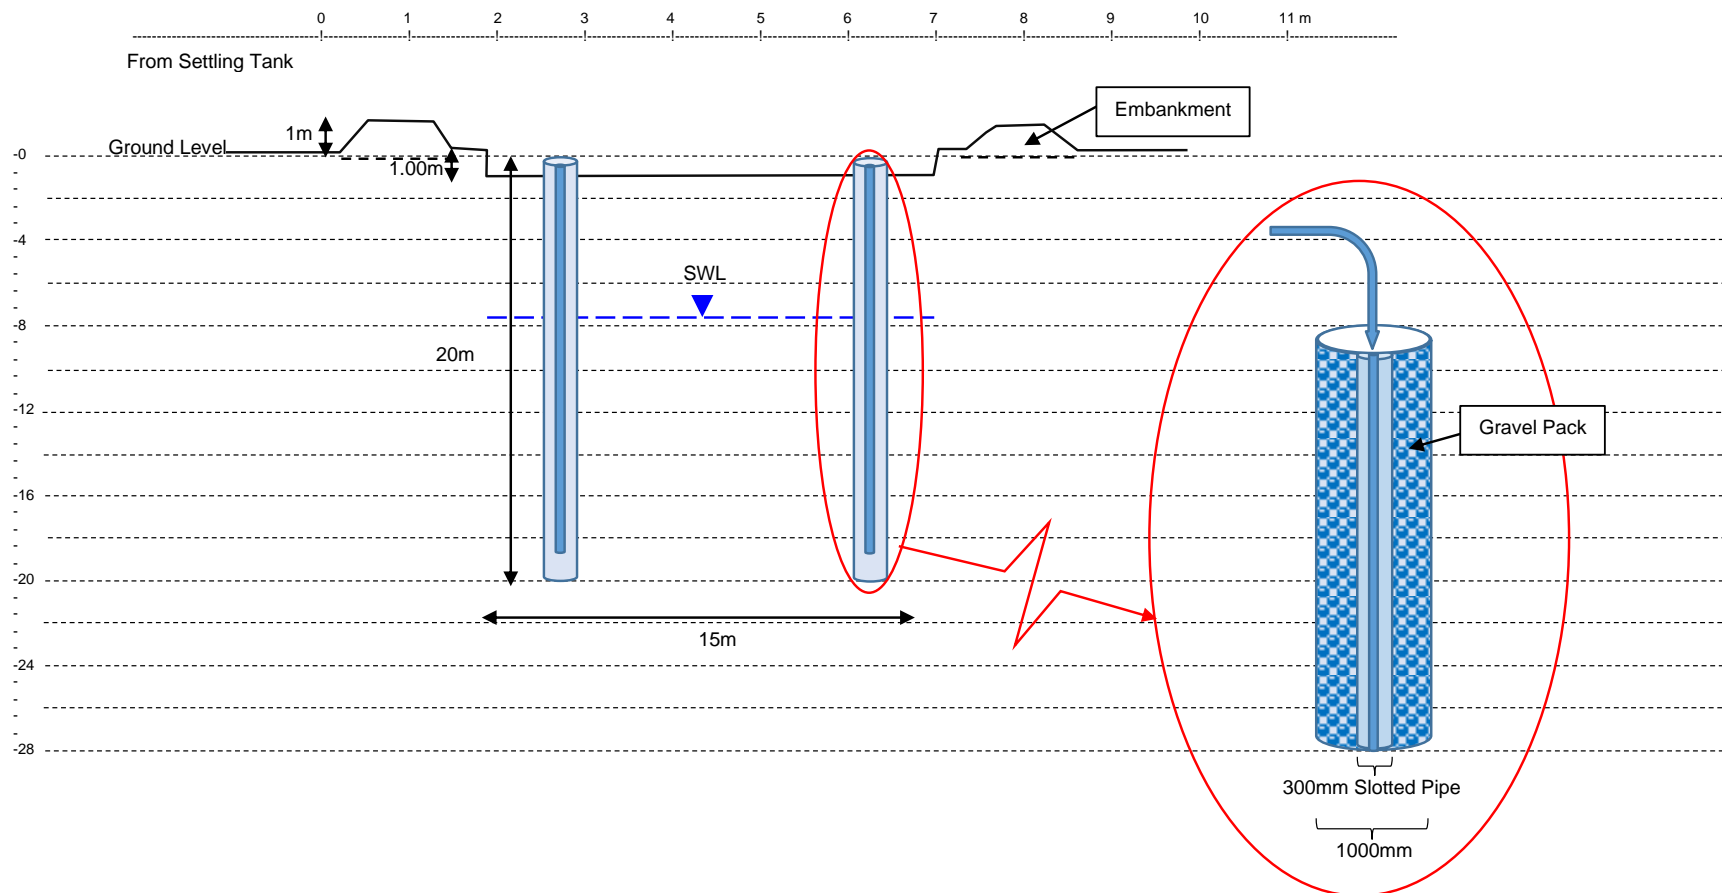 0 1 2 3 4 5 6 7 8 9 10 11 m
From Settling Tank
Embankment
1m
Ground Level
-0
1.00m
-4
SWL
-8
20m
-12
Gravel Pack
-16
-20
15m
-24
-28
300mm Slotted Pipe
1000mm